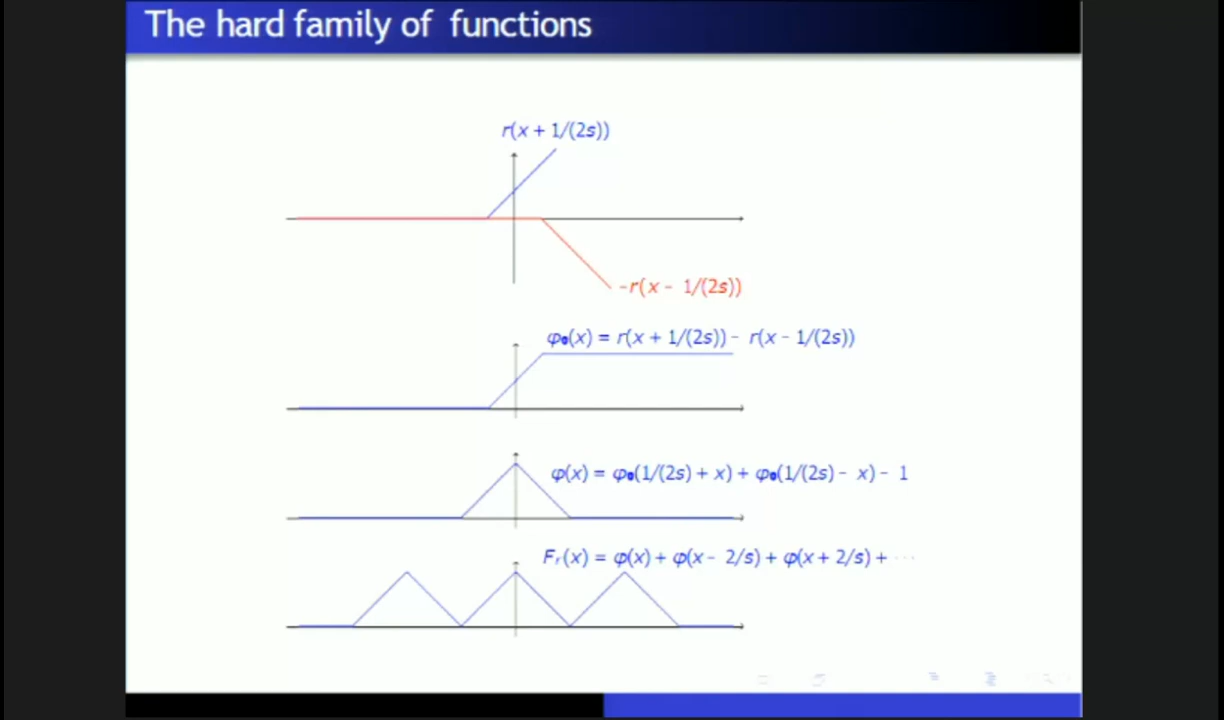 The hard family of functions
r(x + 1/(2s))
-r(x - 1/(2s))
φ₀(x) = r(x + 1/(2s)) - r(x - 1/(2s))
φ(x) = φ₀(1/(2s) + x) + φ₀(1/(2s) - x) - 1
Fᵣ(x) = φ(x) + φ(x - 2/s) + φ(x + 2/s) + ···